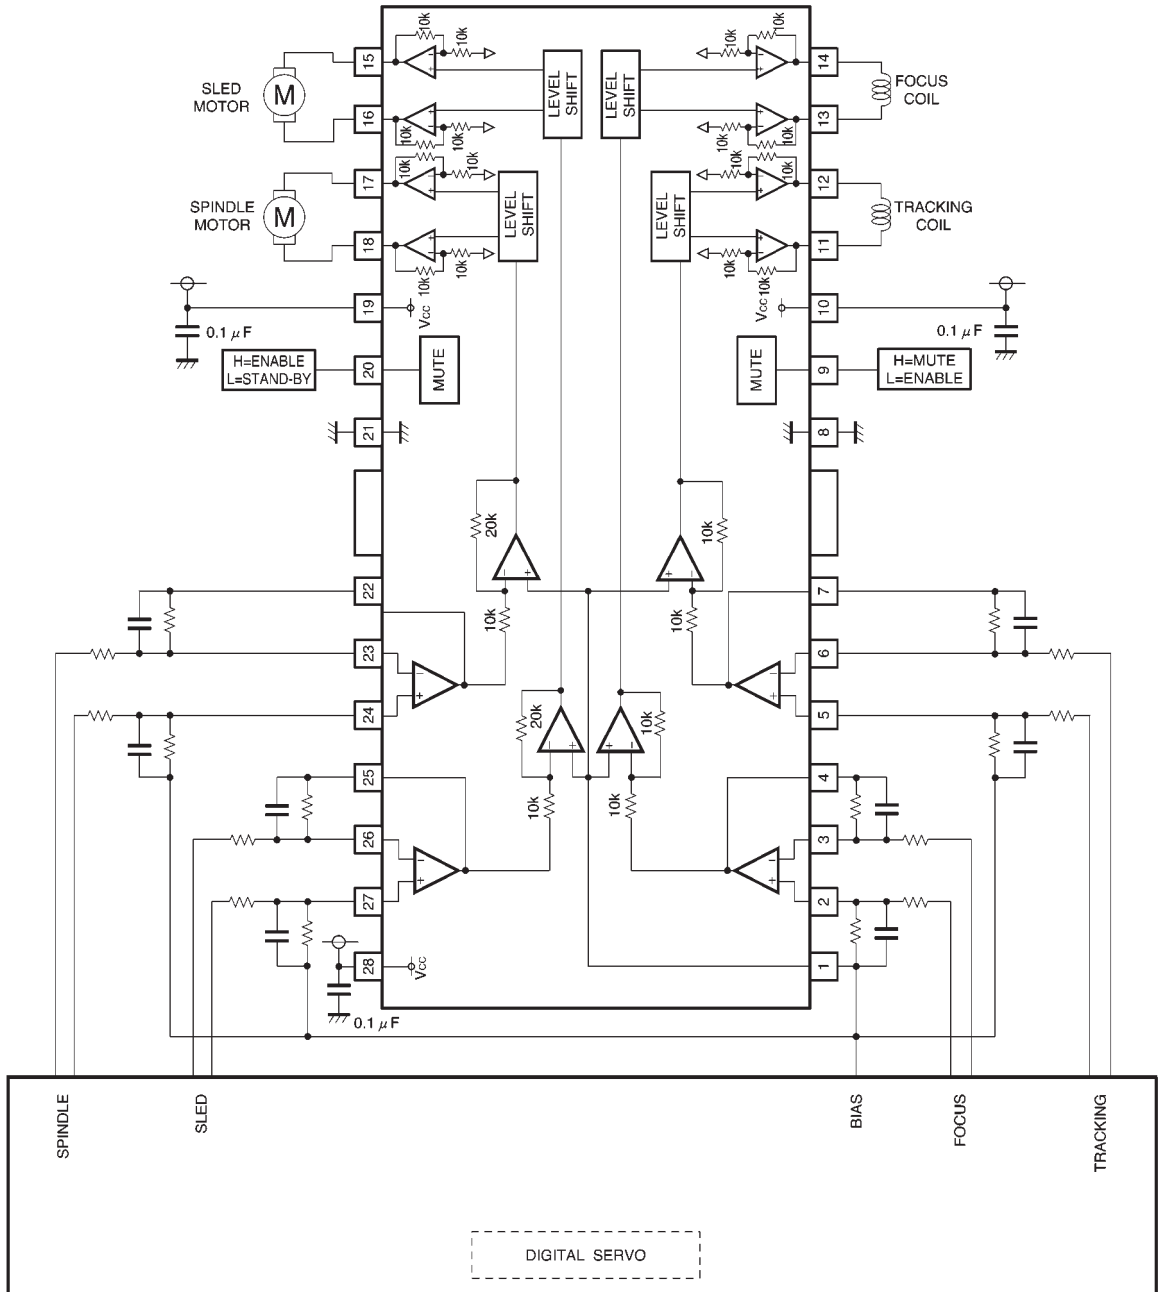 10k
10k
10k
10k
15
14
SLED
MOTOR
M
LEVEL
SHIFT
LEVEL
SHIFT
FOCUS
COIL
16
13
10k
10k
10k
10k
10k
10k
10k
10k
17
12
SPINDLE
MOTOR
M
LEVEL
SHIFT
LEVEL
SHIFT
TRACKING
COIL
18
11
10k
10k
10k
10k
19
Vcc
Vcc
10
0.1 μF
0.1 μF
H=ENABLE
L=STAND-BY
20
MUTE
MUTE
9
H=MUTE
L=ENABLE
21
8
20k
10k
22
7
10k
10k
23
6
24
5
20k
10k
25
4
10k
10k
26
3
27
2
28
Vcc
1
0.1 μF
SPINDLE
SLED
BIAS
FOCUS
TRACKING
DIGITAL SERVO